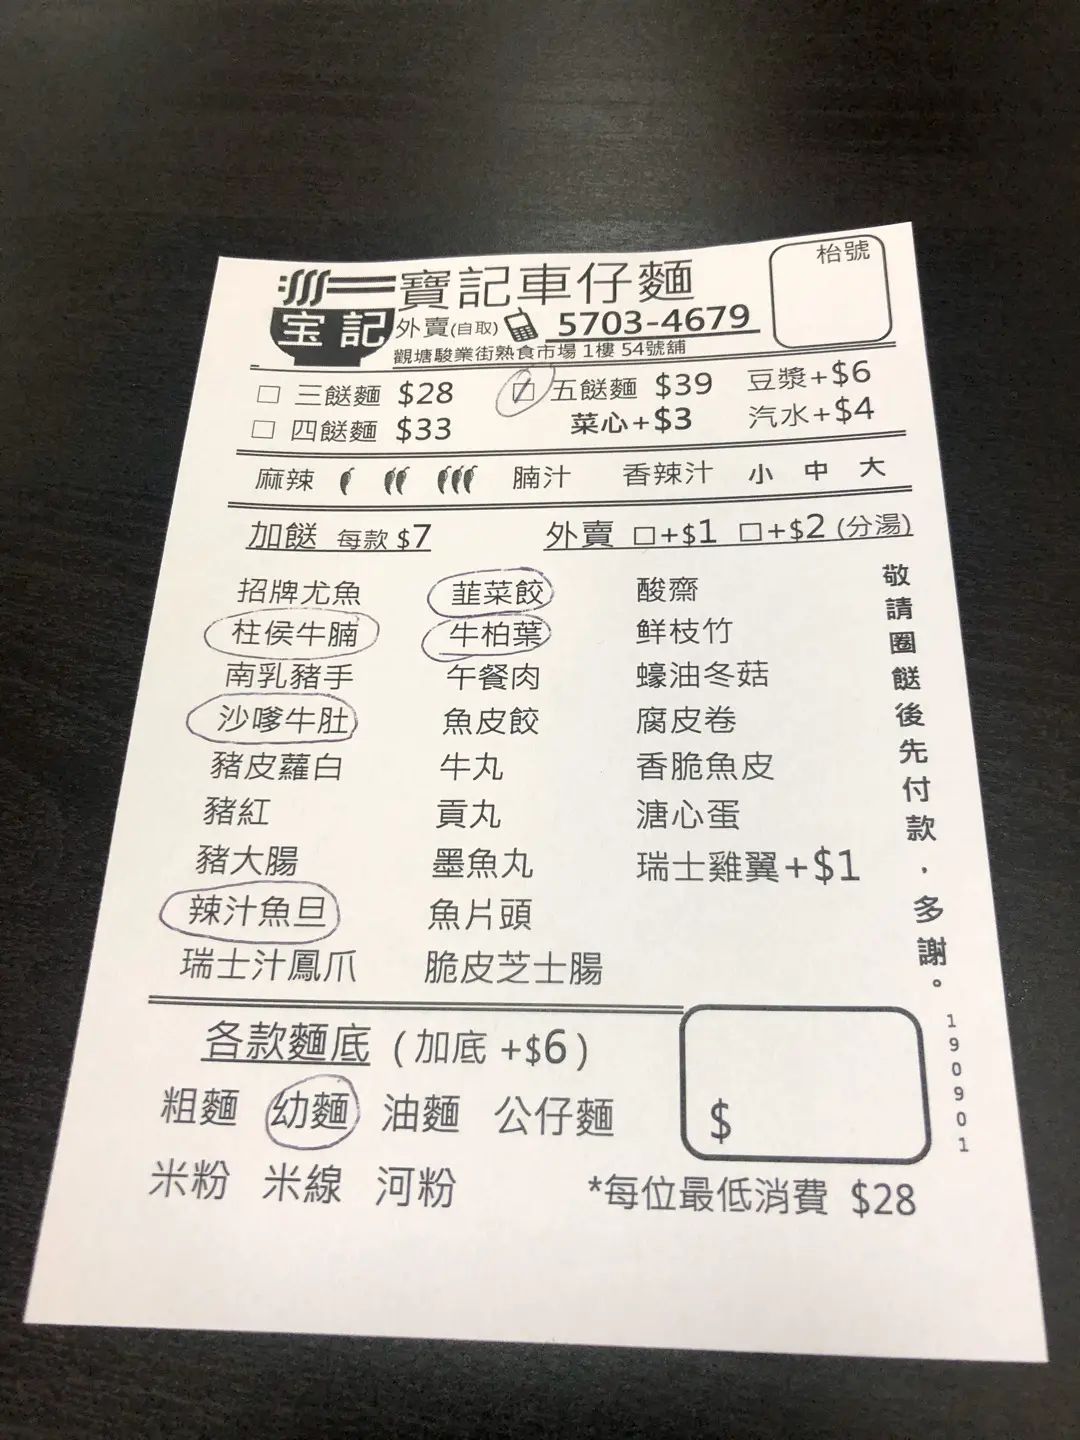 寶記車仔麵
宝記
外賣(自取) 5703-4679
觀塘駿業街熟食市場 1樓 54號舖
枱號
□ 三餸麵 $28
☑ 五餸麵 $39
豆漿+$6
□ 四餸麵 $33
菜心+$3
汽水+$4
麻辣 腩汁 香辣汁 小 中 大
加餸 每款 $7
外賣 □+$1 □+$2 (分湯)
招牌尤魚 韮菜餃 酸齋
柱侯牛腩 牛柏葉 鮮枝竹
南乳豬手 午餐肉 蠔油冬菇
沙嗲牛肚 魚皮餃 腐皮卷
豬皮蘿白 牛丸 香脆魚皮
豬紅 貢丸 溏心蛋
豬大腸 墨魚丸 瑞士雞翼+$1
辣汁魚旦 魚片頭
瑞士汁鳳爪 脆皮芝士腸
敬請圈餸後先付款，多謝。
190901
各款麵底 (加底 +$6)
粗麵 幼麵 油麵 公仔麵
米粉 米線 河粉
$
*每位最低消費 $28